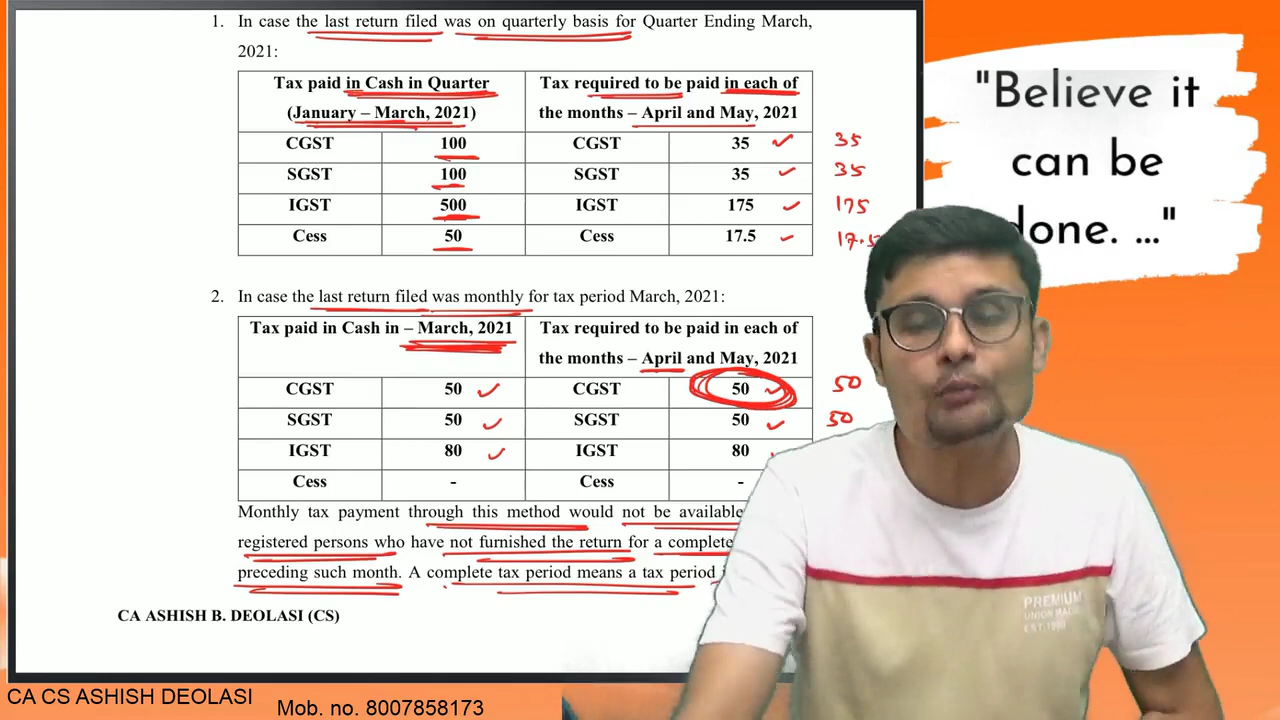 1. In case the last return filed was on quarterly basis for Quarter Ending March,
2021:
Tax paid in Cash in Quarter (January – March, 2021) Tax required to be paid in each of the months – April and May, 2021
CGST 100 CGST 35 35
SGST 100 SGST 35 35
IGST 500 IGST 175 175
Cess 50 Cess 17.5 17.5
2. In case the last return filed was monthly for tax period March, 2021:
Tax paid in Cash in – March, 2021 Tax required to be paid in each of the months – April and May, 2021
CGST 50 CGST 50 50
SGST 50 SGST 50 50
IGST 80 IGST 80
Cess - Cess -
Monthly tax payment through this method would not be available
registered persons who have not furnished the return for a complete
preceding such month. A complete tax period means a tax period
CA ASHISH B. DEOLASI (CS)
"Believe it
can be
done. ..."
PREMIUM
UNION MADE
EST.
CA CS ASHISH DEOLASI
Mob. no. 8007858173